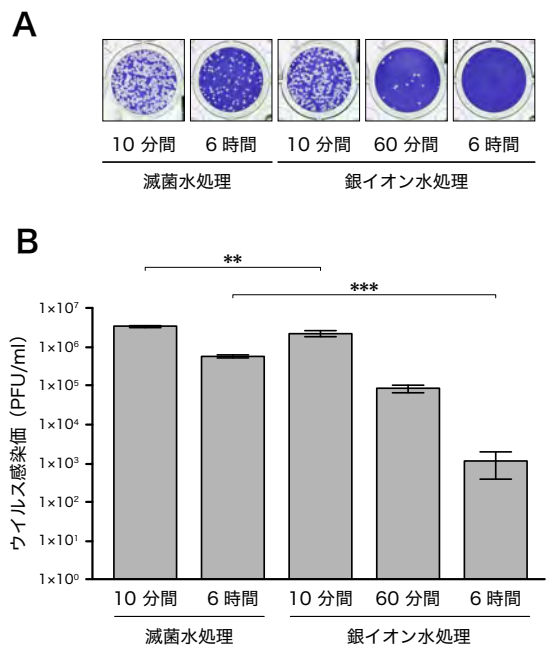 A
10 分間 6 時間 10 分間 60 分間 6 時間
滅菌水処理 銀イオン水処理
B
**
***
ウイルス感染価 (PFU/ml)
1×10⁷
1×10⁶
1×10⁵
1×10⁴
1×10³
1×10²
1×10¹
1×10⁰
10 分間 6 時間 10 分間 60 分間 6 時間
滅菌水処理 銀イオン水処理